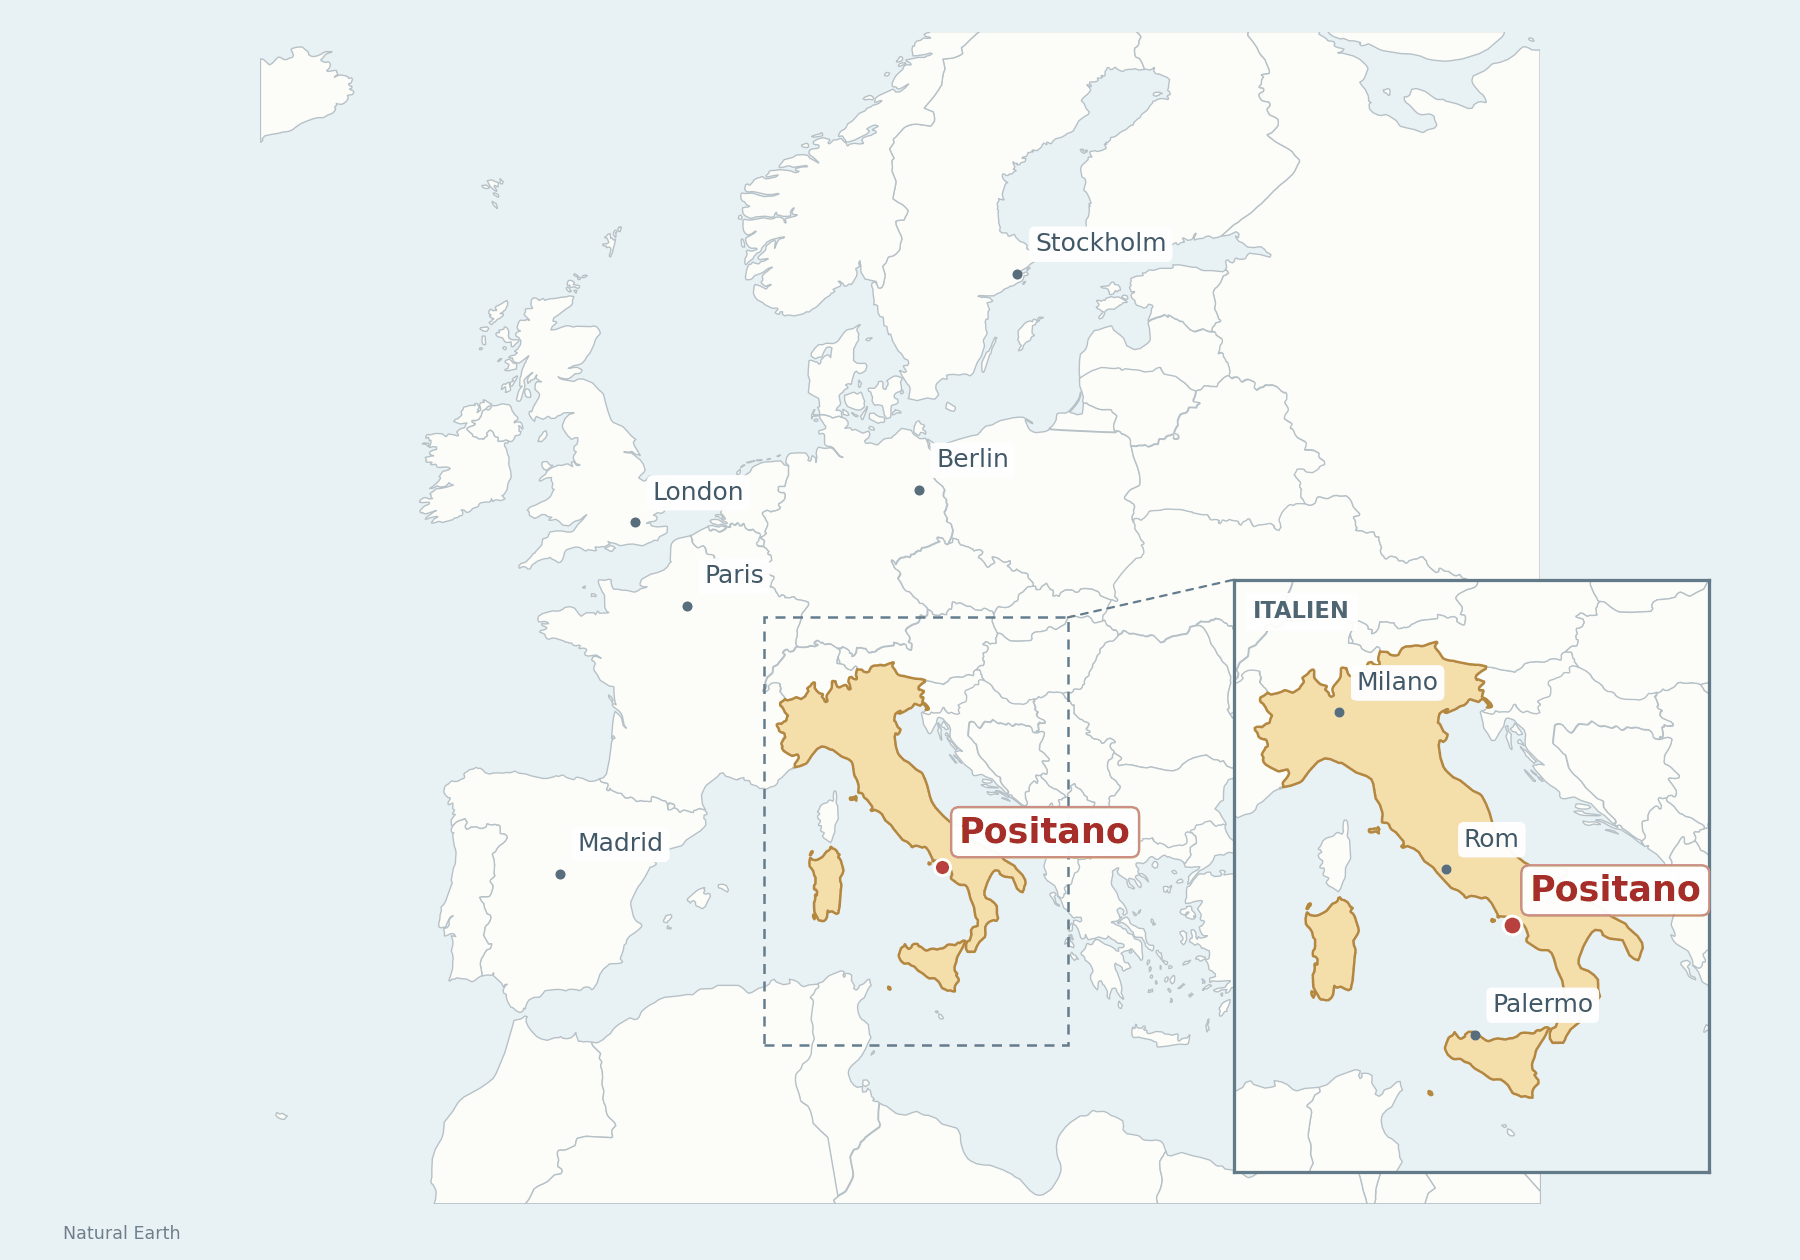 Stockholm
Berlin
London
Paris
ITALIEN
Milano
Positano
Rom
Madrid
Positano
Palermo
Natural Earth